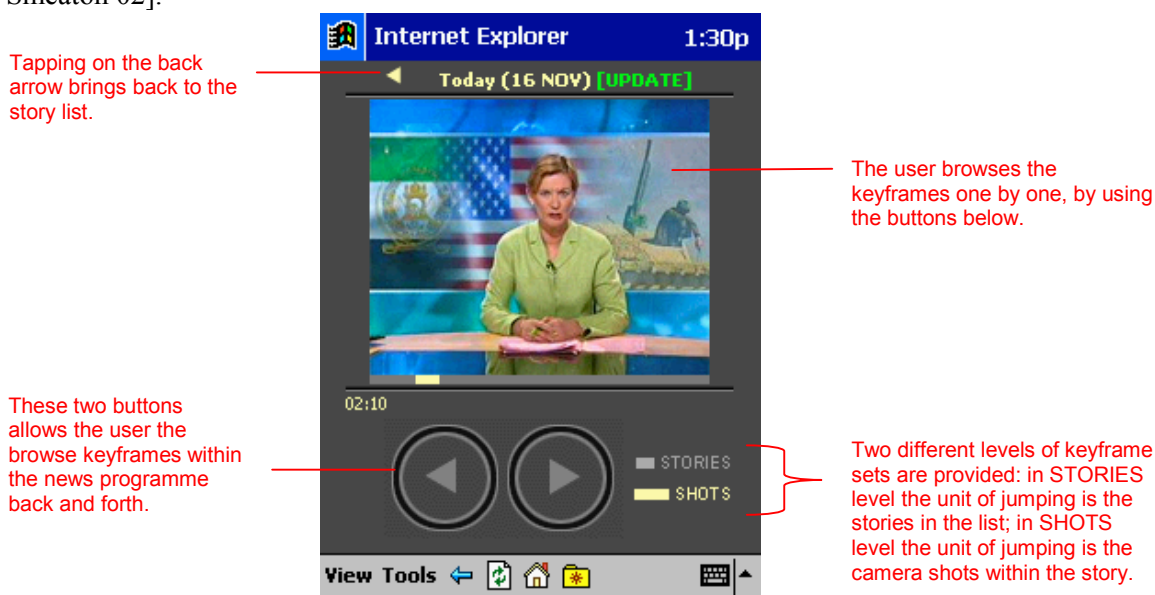 Smeaton 02].
Internet Explorer 1:30p
Tapping on the back
arrow brings back to the
story list.
Today (16 NOV) [UPDATE]
The user browses the
keyframes one by one, by using
the buttons below.
02:10
These two buttons
allows the user the
browse keyframes within
the news programme
back and forth.
STORIES
SHOTS
Two different levels of keyframe
sets are provided: in STORIES
level the unit of jumping is the
stories in the list; in SHOTS
level the unit of jumping is the
camera shots within the story.
View Tools